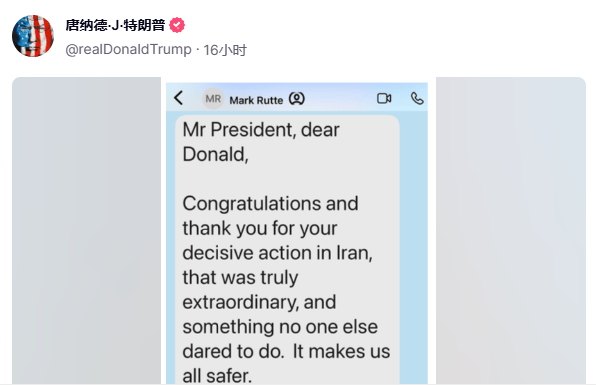 唐纳德·J·特朗普
@realDonaldTrump · 16小时
MR Mark Rutte
Mr President, dear
Donald,
Congratulations and
thank you for your
decisive action in Iran,
that was truly
extraordinary, and
something no one else
dared to do. It makes us
all safer.